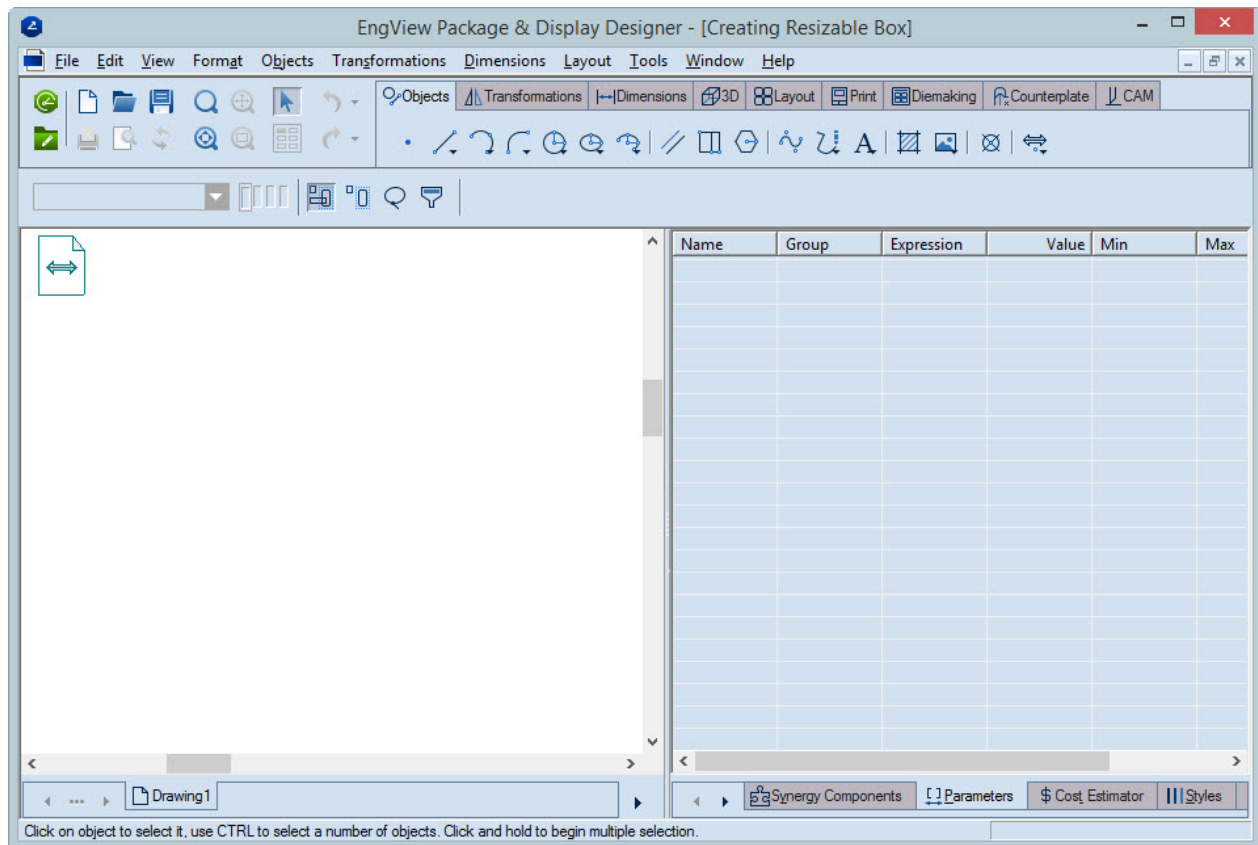 EngView Package & Display Designer - [Creating Resizable Box]
File Edit View Format Objects Transformations Dimensions Layout Tools Window Help
Objects Transformations Dimensions 3D Layout Print Diemaking Counterplate CAM
A
Name Group Expression Value Min Max
Drawing1
Synergy Components Parameters $ Cost Estimator Styles
Click on object to select it, use CTRL to select a number of objects. Click and hold to begin multiple selection.